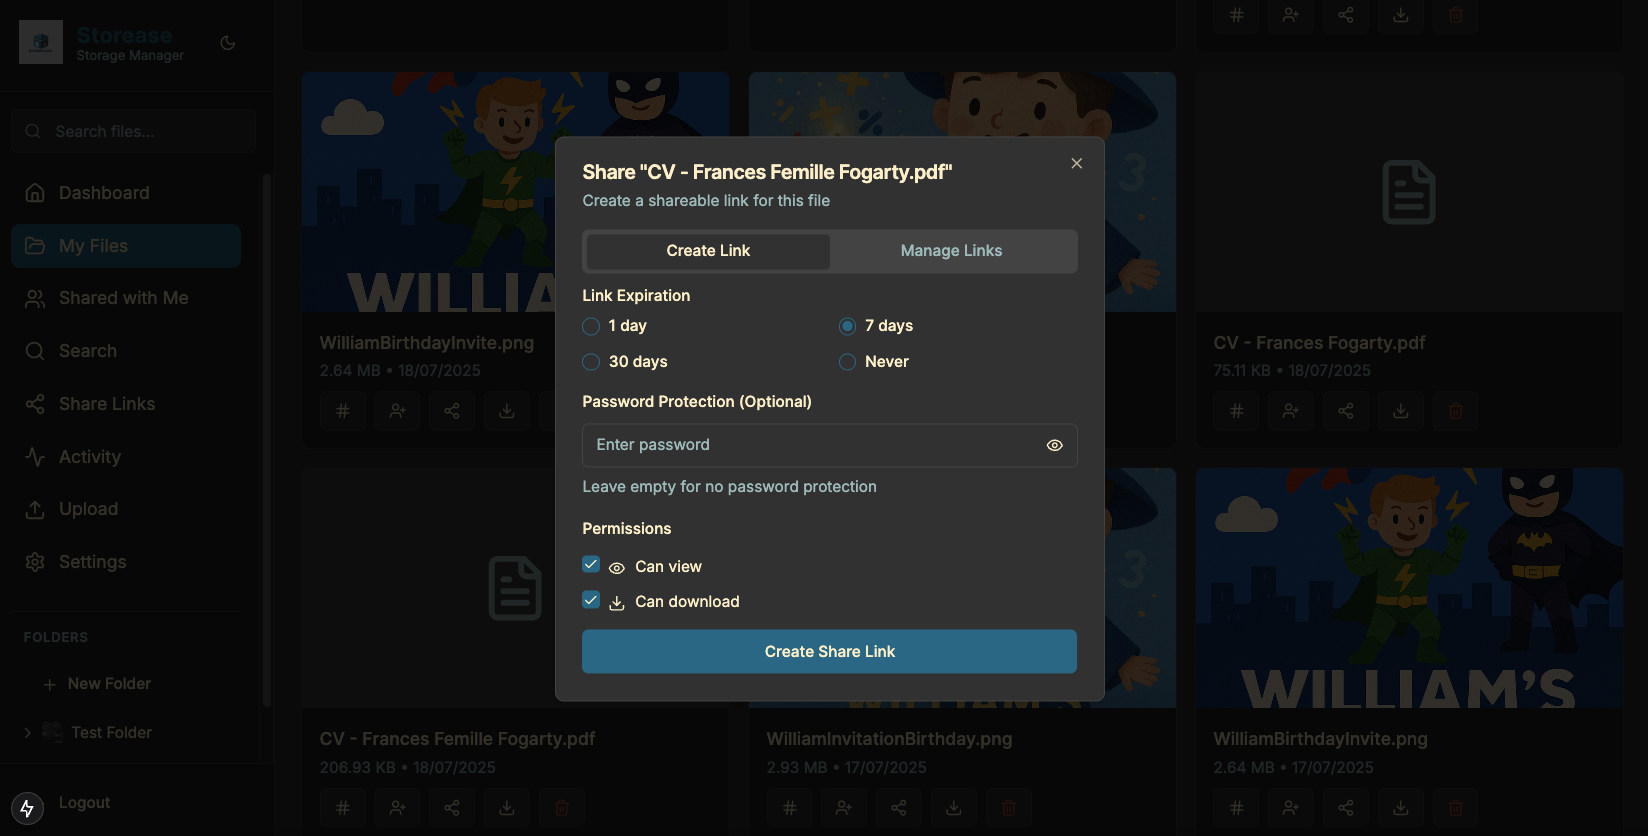 Storease
Storage Manager
Search files...
Dashboard
My Files
Shared with Me
Search
Share Links
Activity
Upload
Settings
FOLDERS
New Folder
Test Folder
Logout
WILLIA
WilliamBirthdayInvite.png
2.64 MB • 18/07/2025
3
CV - Frances Fogarty.pdf
75.11 KB • 18/07/2025
Share "CV - Frances Femille Fogarty.pdf"
Create a shareable link for this file
Create Link
Manage Links
Link Expiration
1 day
7 days
30 days
Never
Password Protection (Optional)
Enter password
Leave empty for no password protection
Permissions
Can view
Can download
Create Share Link
CV - Frances Femille Fogarty.pdf
206.93 KB • 18/07/2025
3
WILLIAM'S
WilliamInvitationBirthday.png
2.93 MB • 17/07/2025
WILLIAM'S
WilliamBirthdayInvite.png
2.64 MB • 17/07/2025